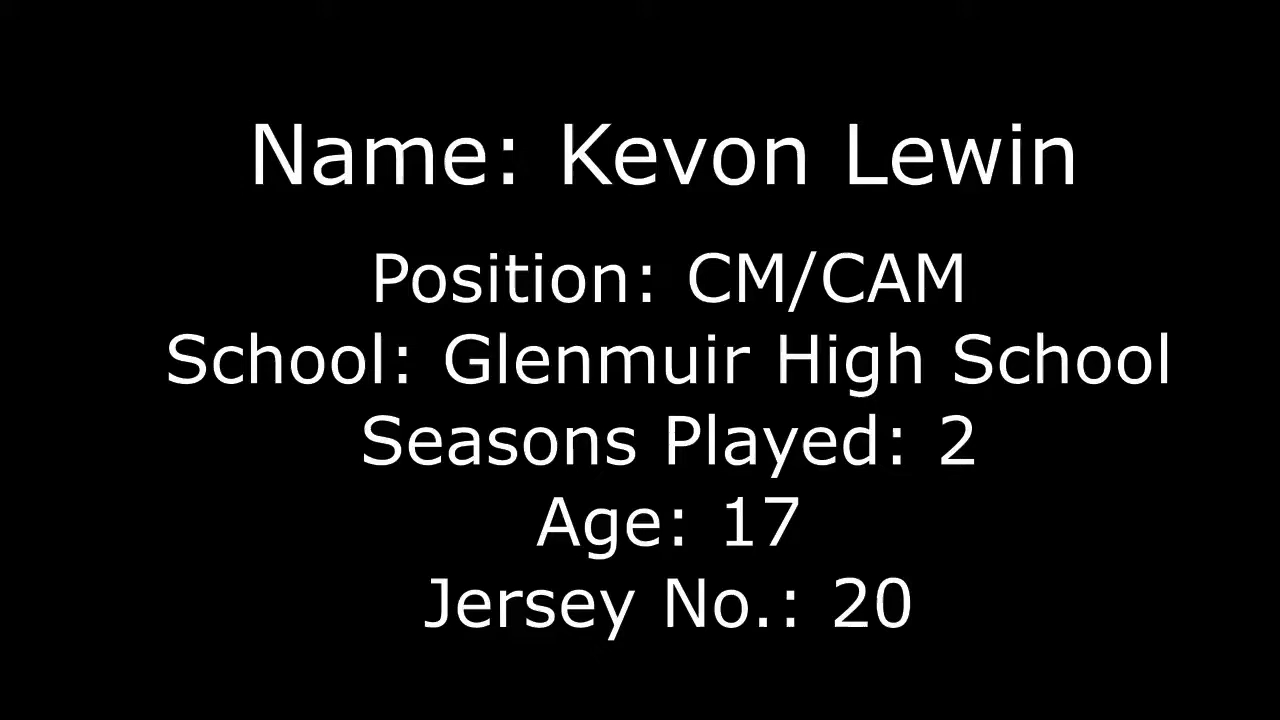 Name: Kevon Lewin
Position: CM/CAM
School: Glenmuir High School
Seasons Played: 2
Age: 17
Jersey No.: 20